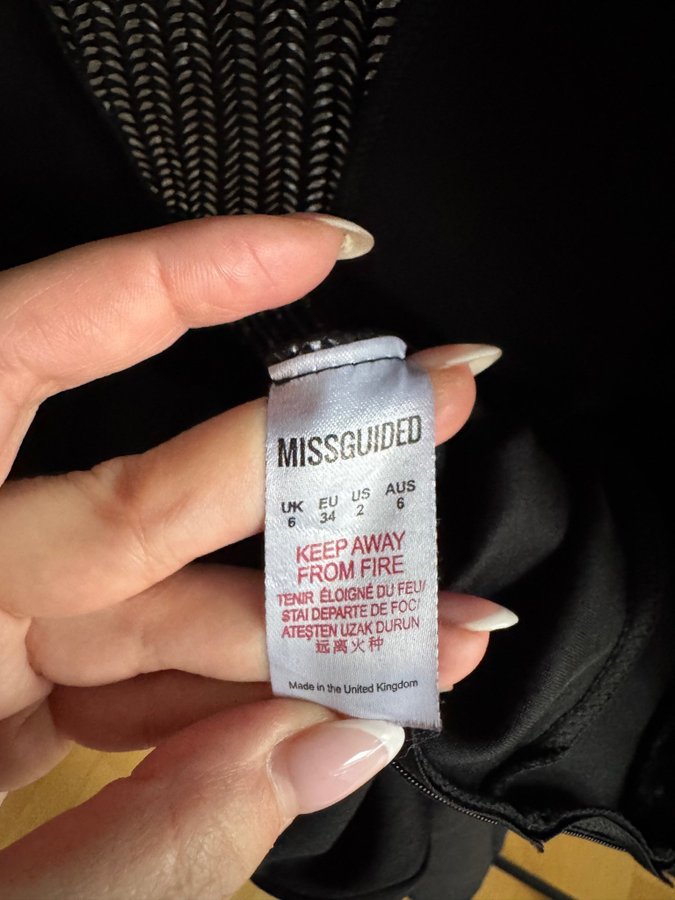 MISSGUIDED
UK EU US AUS
6 34 2 6
KEEP AWAY
FROM FIRE
TENIR ÉLOIGNÉ DU FEU/
STAI DEPARTE DE FOC/
ATEŞTEN UZAK DURUN
远离火种
Made in the United Kingdom